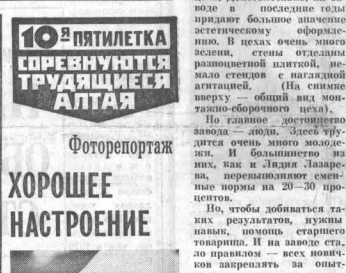 10я ПЯТИЛЕТКА
СОРЕВНУЮТСЯ
ТРУДЯЩИЕСЯ
АЛТАЯ
Фоторепортаж
ХОРОШЕЕ
НАСТРОЕНИЕ
воде в последние годы
придают большое значение
эстетическому оформле-
нию. В цехах очень много
зелени, стены отделаны
разноцветной плиткой, не-
мало стендов с наглядной
агитацией. (На снимке
вверху — общий вид мон-
тажно-сборочного цеха).
Но главное достоинство
завода — люди. Здесь тру-
дится очень много молоде-
жи. И большинство из
них, как и Лидия Лазаре-
ва, перевыполняют смен-
ные нормы на 20—30 про-
центов.
Но, чтобы добиваться та-
ких результатов, нужны
навык, помощь старшего
товарища. И на заводе ста-
ло правилом — всех нович-
ков закреплять за опыт-